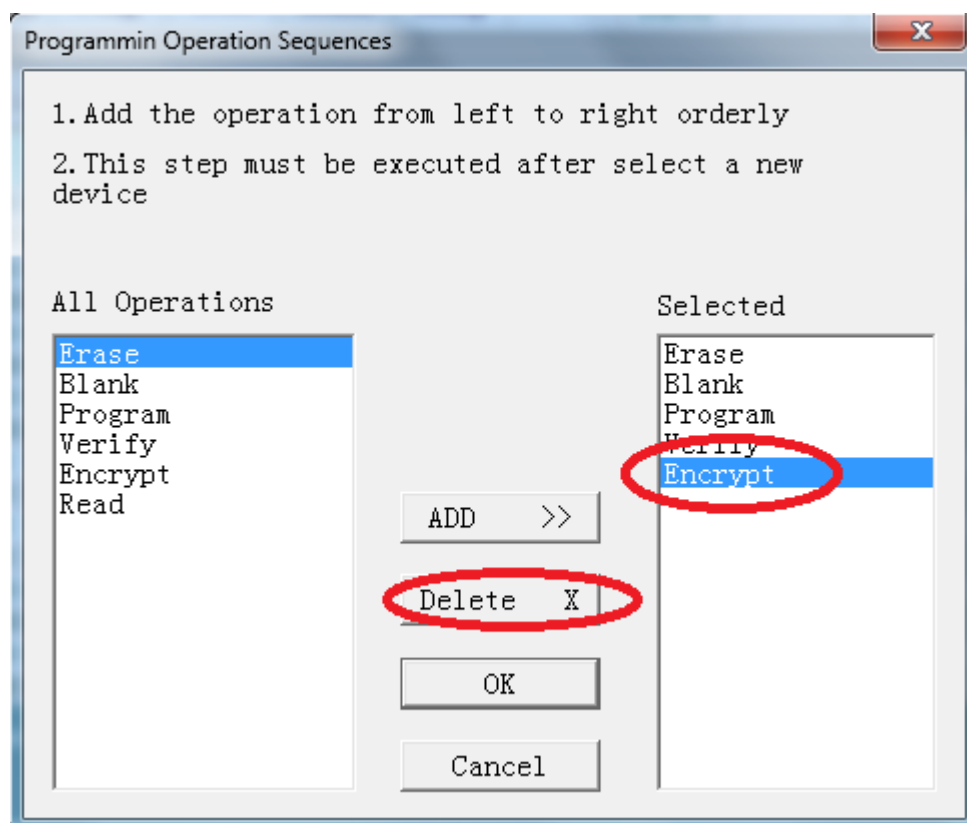 Programmin Operation Sequences
1.Add the operation from left to right orderly
2.This step must be executed after select a new
device
All Operations
Selected
Erase
Blank
Program
Verify
Encrypt
Read
Erase
Blank
Program
Verify
Encrypt
ADD >>
Delete X
OK
Cancel